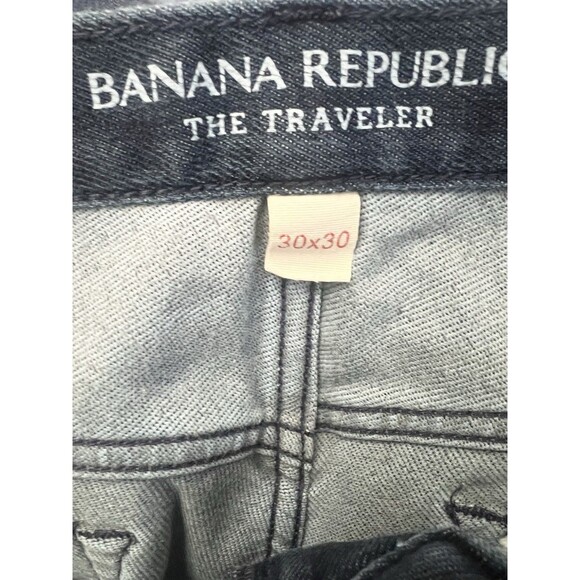 BANANA REPUBLIC
THE TRAVELER
30x30